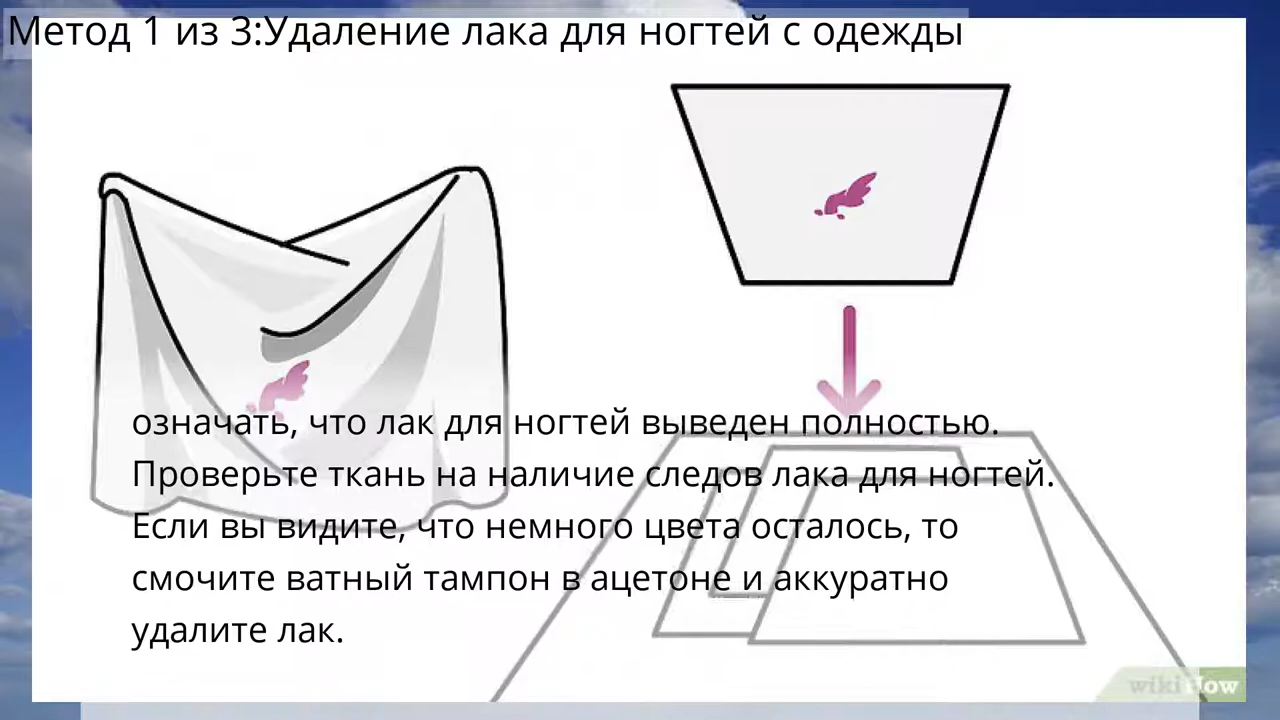 Метод 1 из 3:Удаление лака для ногтей с одежды
означать, что лак для ногтей выведен полностью.
Проверьте ткань на наличие следов лака для ногтей.
Если вы видите, что немного цвета осталось, то
смочите ватный тампон в ацетоне и аккуратно
удалите лак.
wikiHow